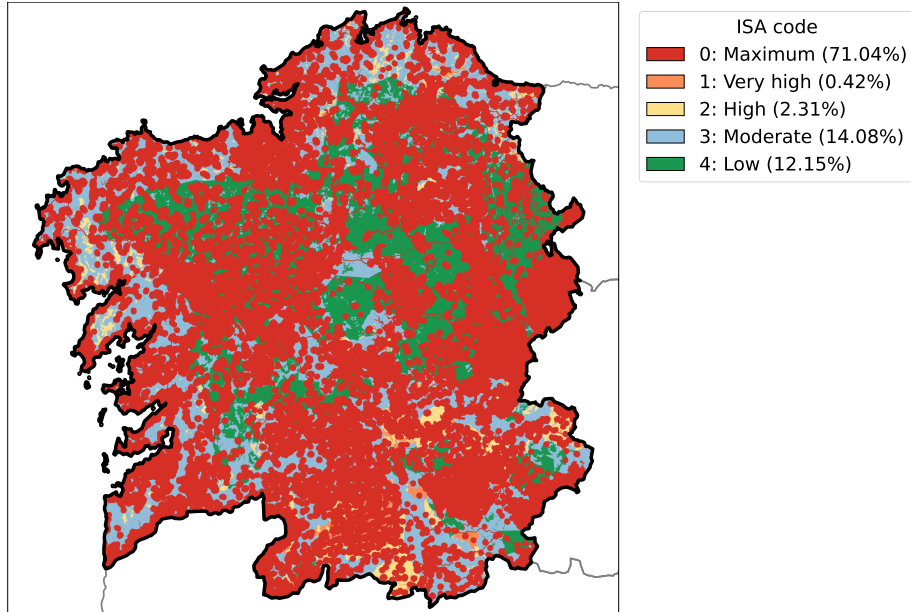 ISA code
0: Maximum (71.04%)
1: Very high (0.42%)
2: High (2.31%)
3: Moderate (14.08%)
4: Low (12.15%)